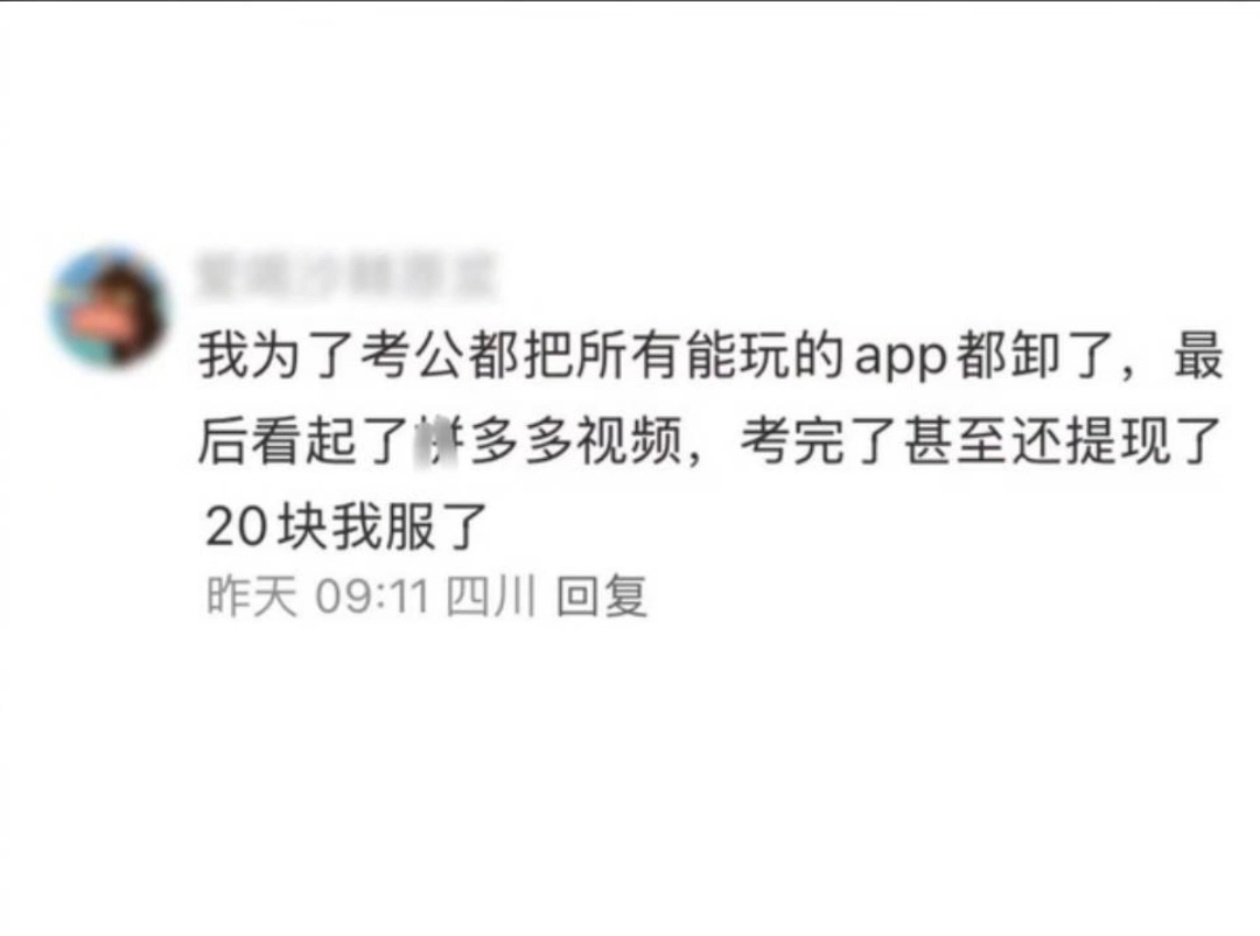 我为了考公都把所有能玩的app都卸了，最
后看起了拼多多视频，考完了甚至还提现了
20块我服了
昨天 09:11 四川 回复